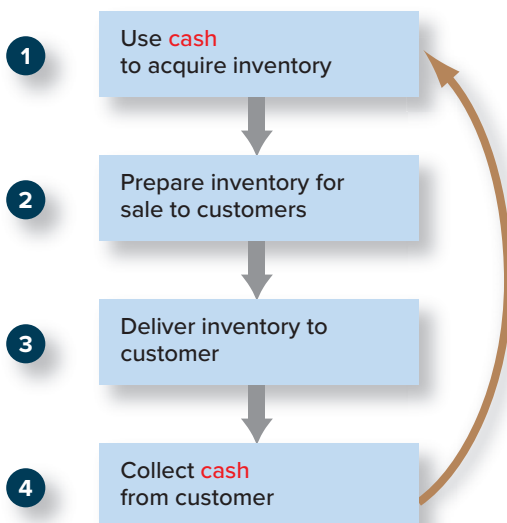 1
Use cash
to acquire inventory
2
Prepare inventory for
sale to customers
3
Deliver inventory to
customer
4
Collect cash
from customer